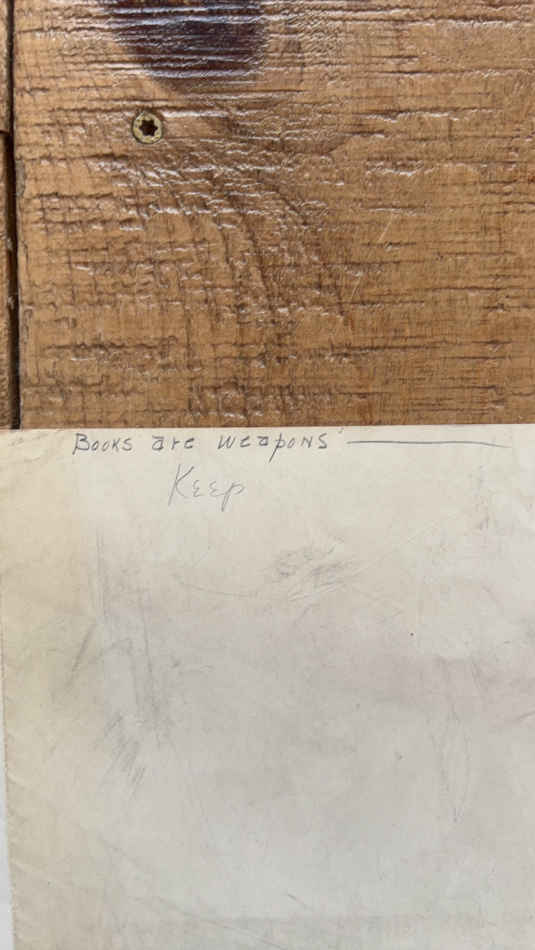 Books are weapons" ———
Keep